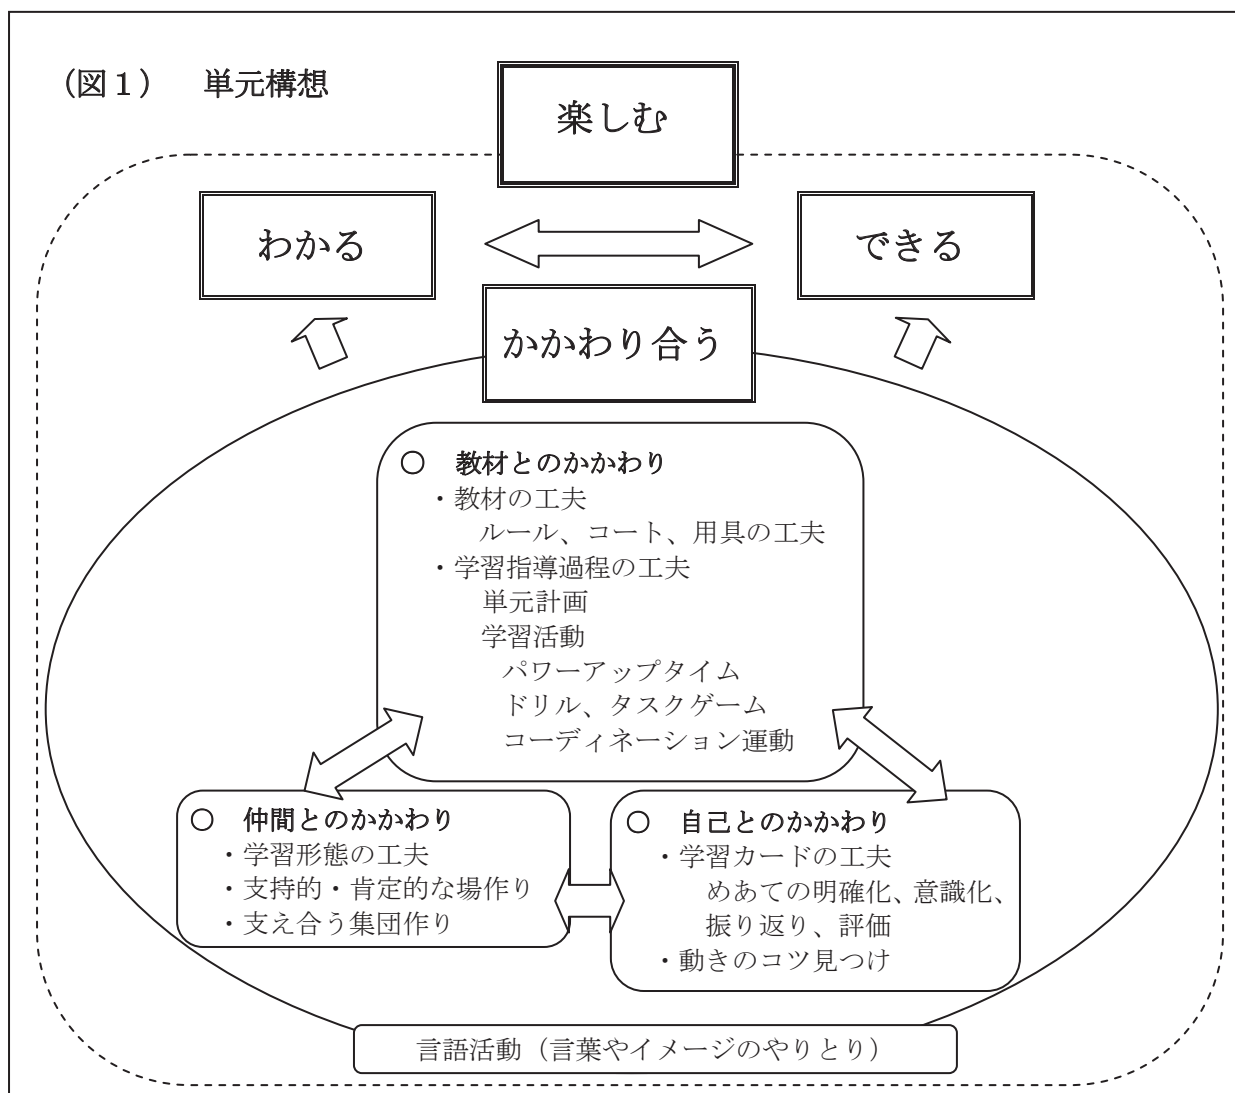 （図１）　単元構想
楽しむ
わかる
できる
かかわり合う
○　教材とのかかわり
・教材の工夫
ルール、コート、用具の工夫
・学習指導過程の工夫
単元計画
学習活動
パワーアップタイム
ドリル、タスクゲーム
コーディネーション運動
○　仲間とのかかわり
・学習形態の工夫
・支持的・肯定的な場作り
・支え合う集団作り
○　自己とのかかわり
・学習カードの工夫
めあての明確化、意識化、
振り返り、評価
・動きのコツ見つけ
言語活動（言葉やイメージのやりとり）